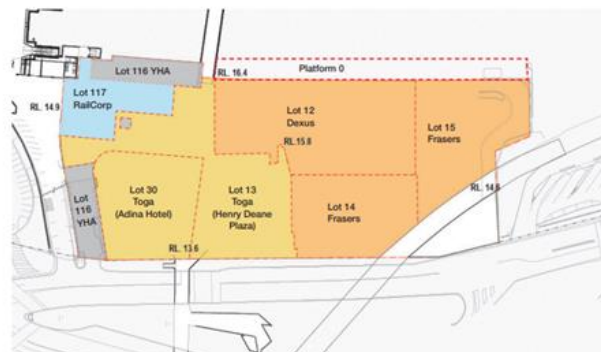 Lot 116 YHA
Platform 0
RL. 16.4
Lot 117
RailCorp
RL. 14.9
Lot 12
Dexus
Lot 15
Frasers
RL.15.8
Lot
116
YHA
Lot 30
Toga
(Adina Hotel)
Lot 13
Toga
(Henry Deane
Plaza)
Lot 14
Frasers
RL. 14.6
RL. 13.6